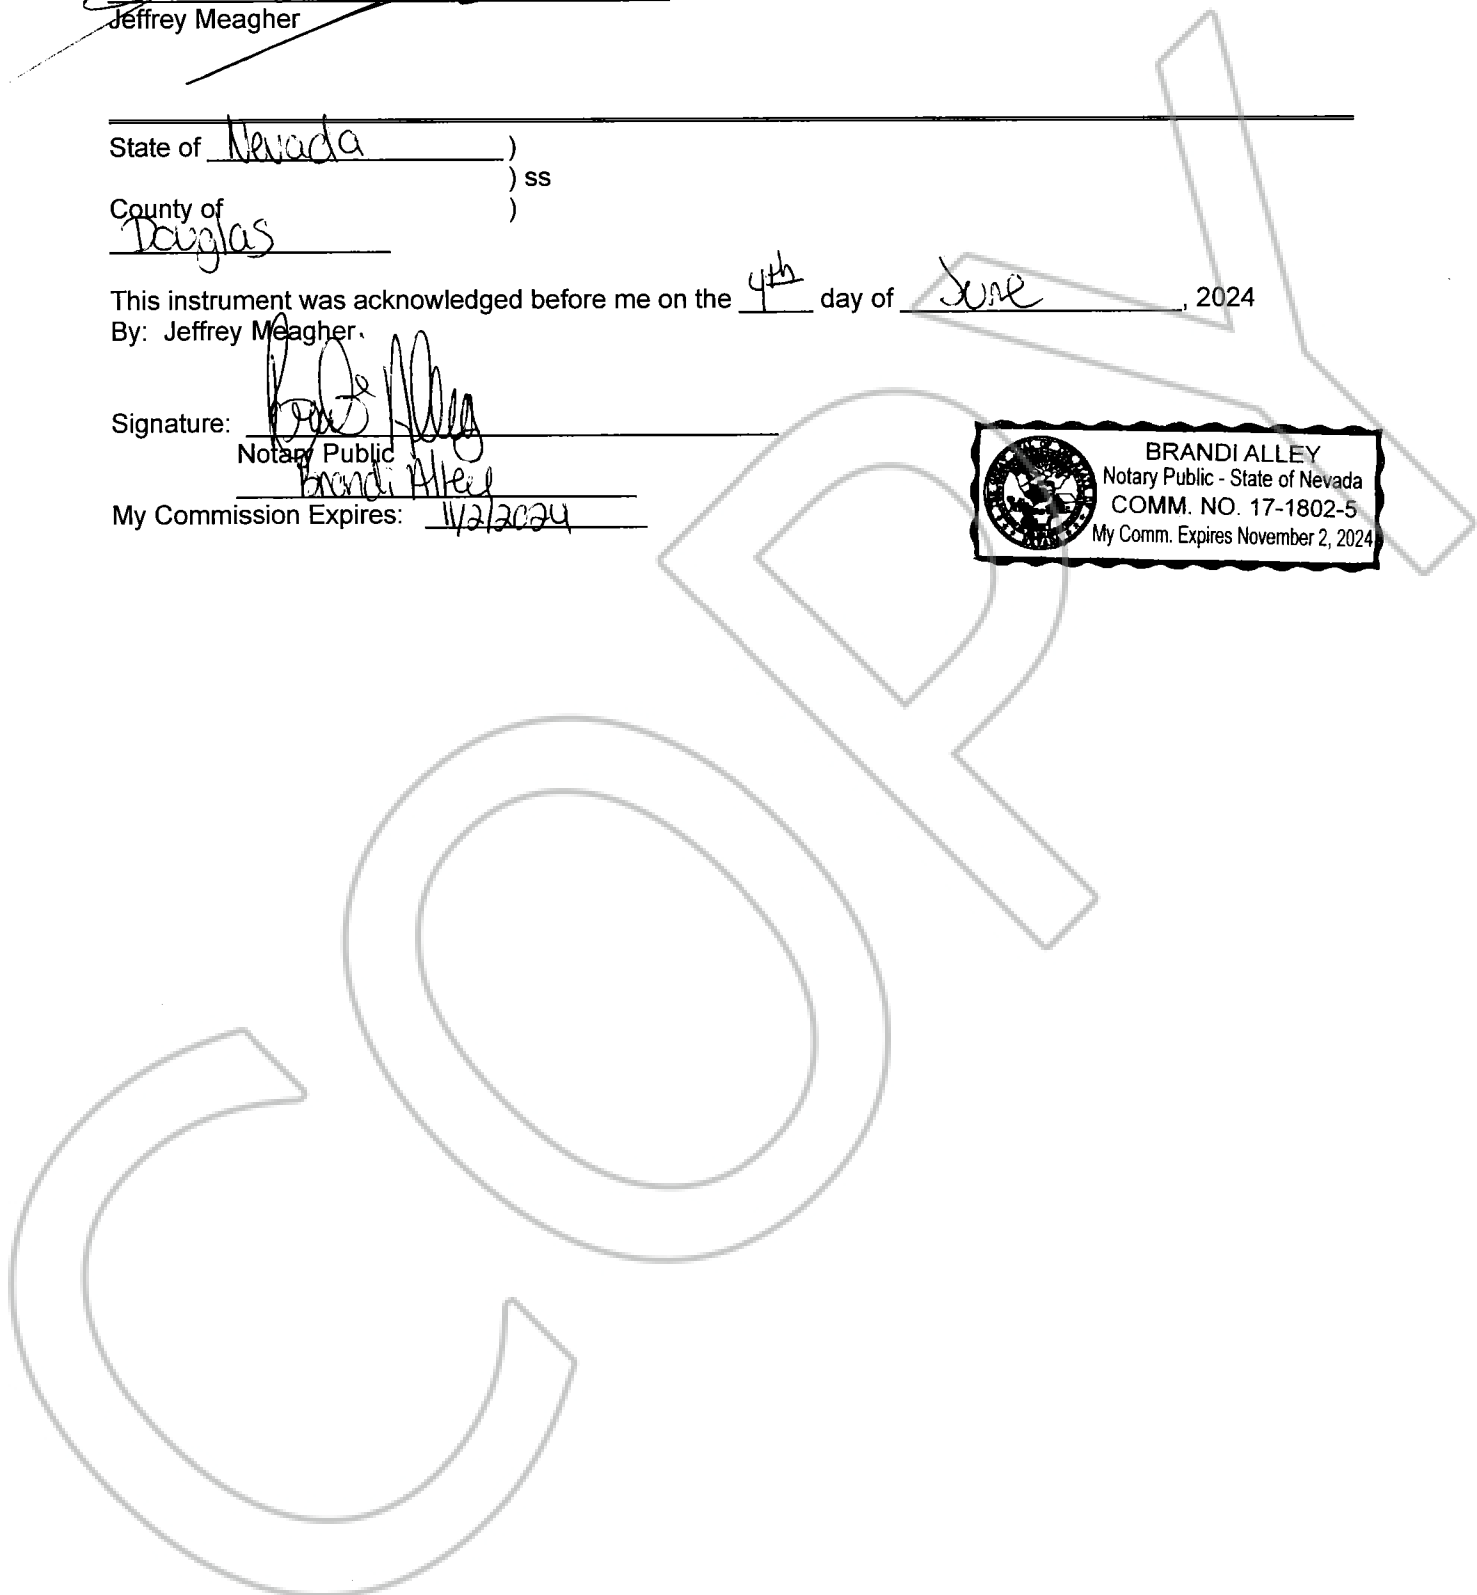 Jeffrey Meagher
State of Nevada )
) ss
County of )
Douglas
This instrument was acknowledged before me on the 4th day of June, 2024
By: Jeffrey Meagher.
Signature: Brandi Alley
Notary Public
Brandi Alley
My Commission Expires: 11/2/2024
BRANDI ALLEY
Notary Public - State of Nevada
COMM. NO. 17-1802-5
My Comm. Expires November 2, 2024
COPY